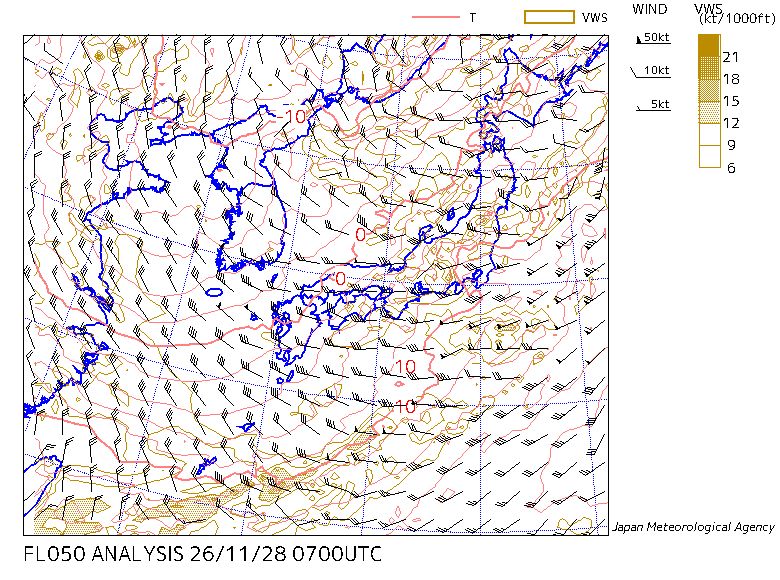 T
VWS
WIND
50kt
10kt
5kt
VWS
(kt/1000ft)
21
18
15
12
9
6
10
0
0
10
10
Japan Meteorological Agency
FL050 ANALYSIS 26/11/28 0700UTC